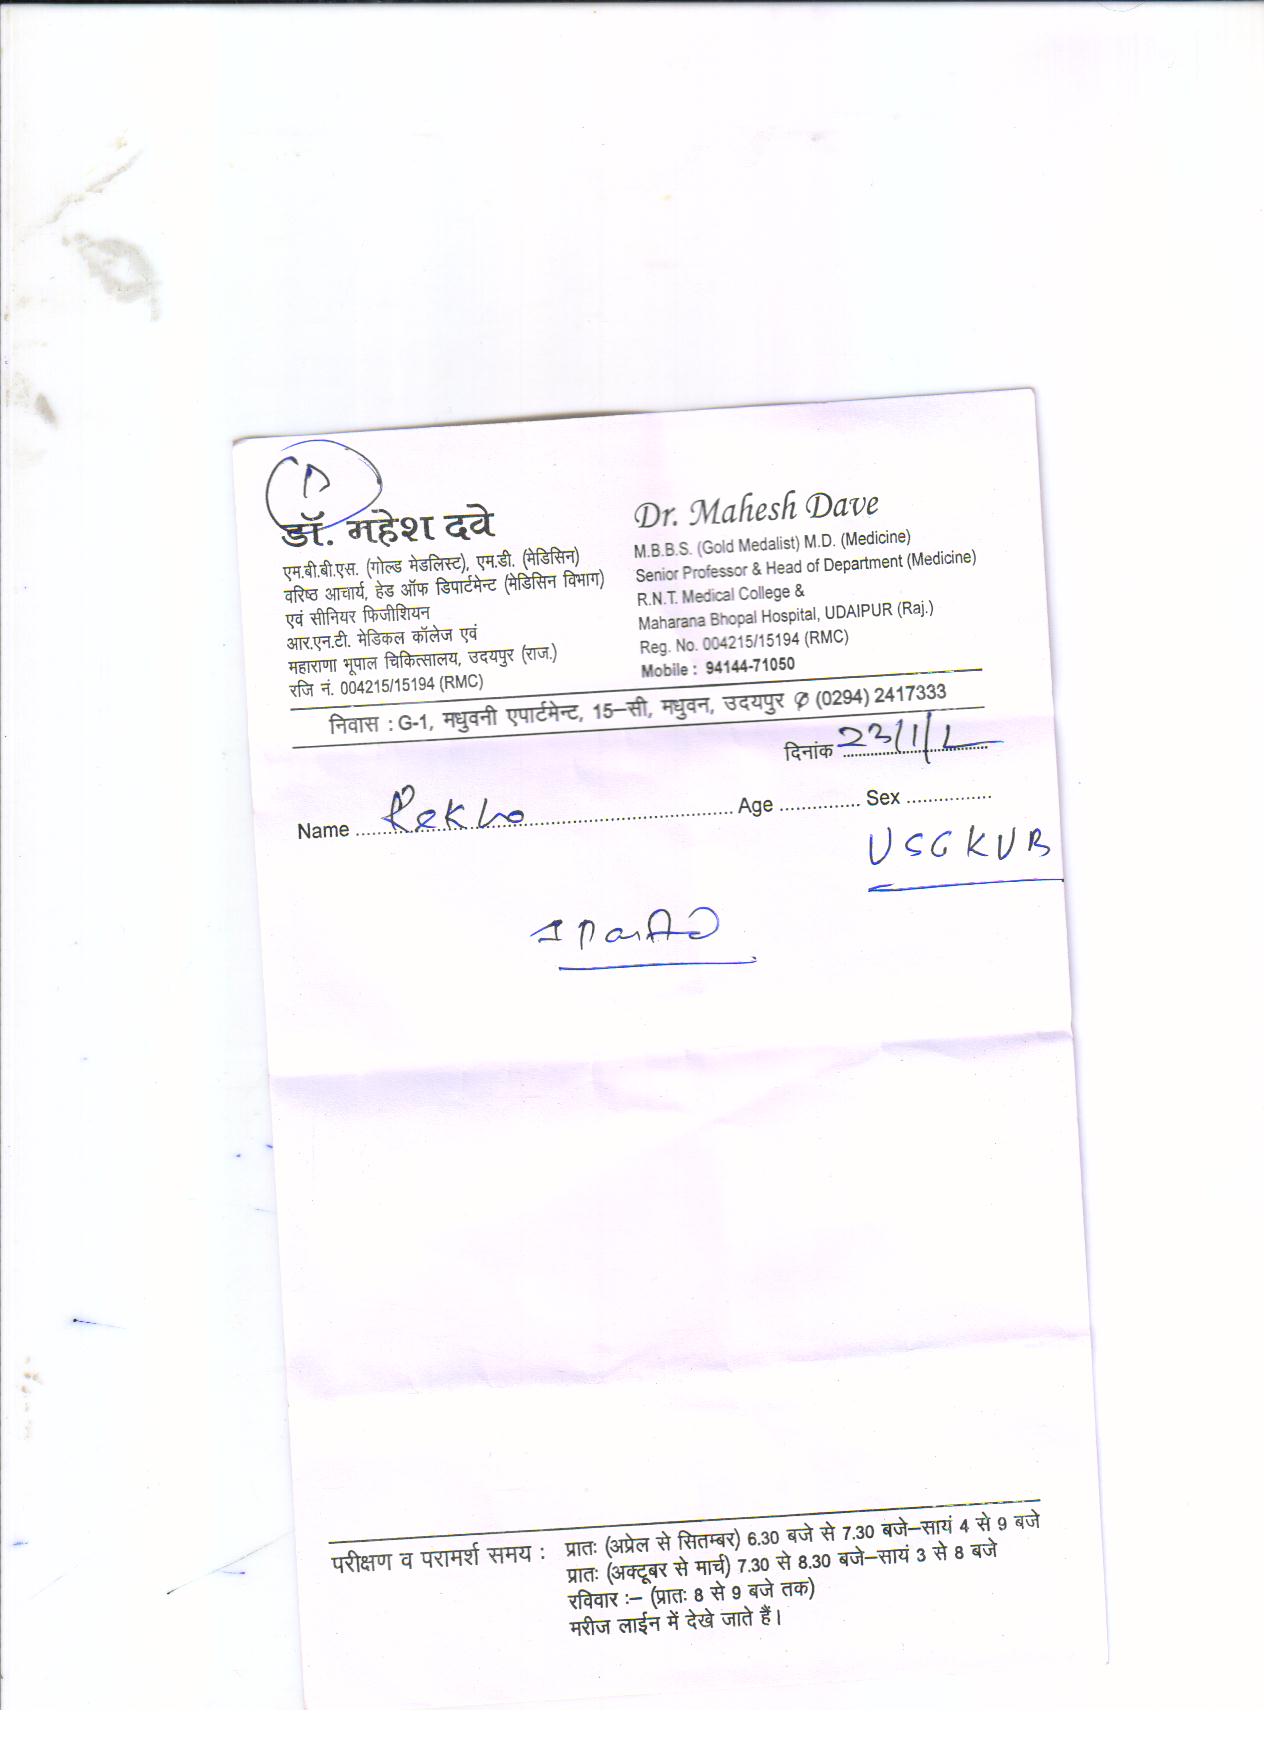 डॉ. महेश दवे
एम.बी.बी.एस. (गोल्ड मेडलिस्ट), एम.डी. (मेडिसिन)
वरिष्ठ आचार्य, हेड ऑफ डिपार्टमेन्ट (मेडिसिन विभाग)
एवं सीनियर फिजीशियन
आर.एन.टी. मेडिकल कॉलेज एवं
महाराणा भूपाल चिकित्सालय, उदयपुर (राज.)
रजि नं. 004215/15194 (RMC)
Dr. Mahesh Dave
M.B.B.S. (Gold Medalist) M.D. (Medicine)
Senior Professor & Head of Department (Medicine)
R.N.T. Medical College &
Maharana Bhopal Hospital, UDAIPUR (Raj.)
Reg. No. 004215/15194 (RMC)
Mobile : 94144-71050
निवास : G-1, मधुवनी एपार्टमेन्ट, 15–सी, मधुवन, उदयपुर ✆ (0294) 2417333
दिनांक 23/1/
Name Rekha Age Sex
USG KUB
परीक्षण व परामर्श समय : प्रातः (अप्रेल से सितम्बर) 6.30 बजे से 7.30 बजे–सायं 4 से 9 बजे
प्रातः (अक्टूबर से मार्च) 7.30 से 8.30 बजे–सायं 3 से 8 बजे
रविवार :– (प्रातः 8 से 9 बजे तक)
मरीज लाईन में देखे जाते हैं।